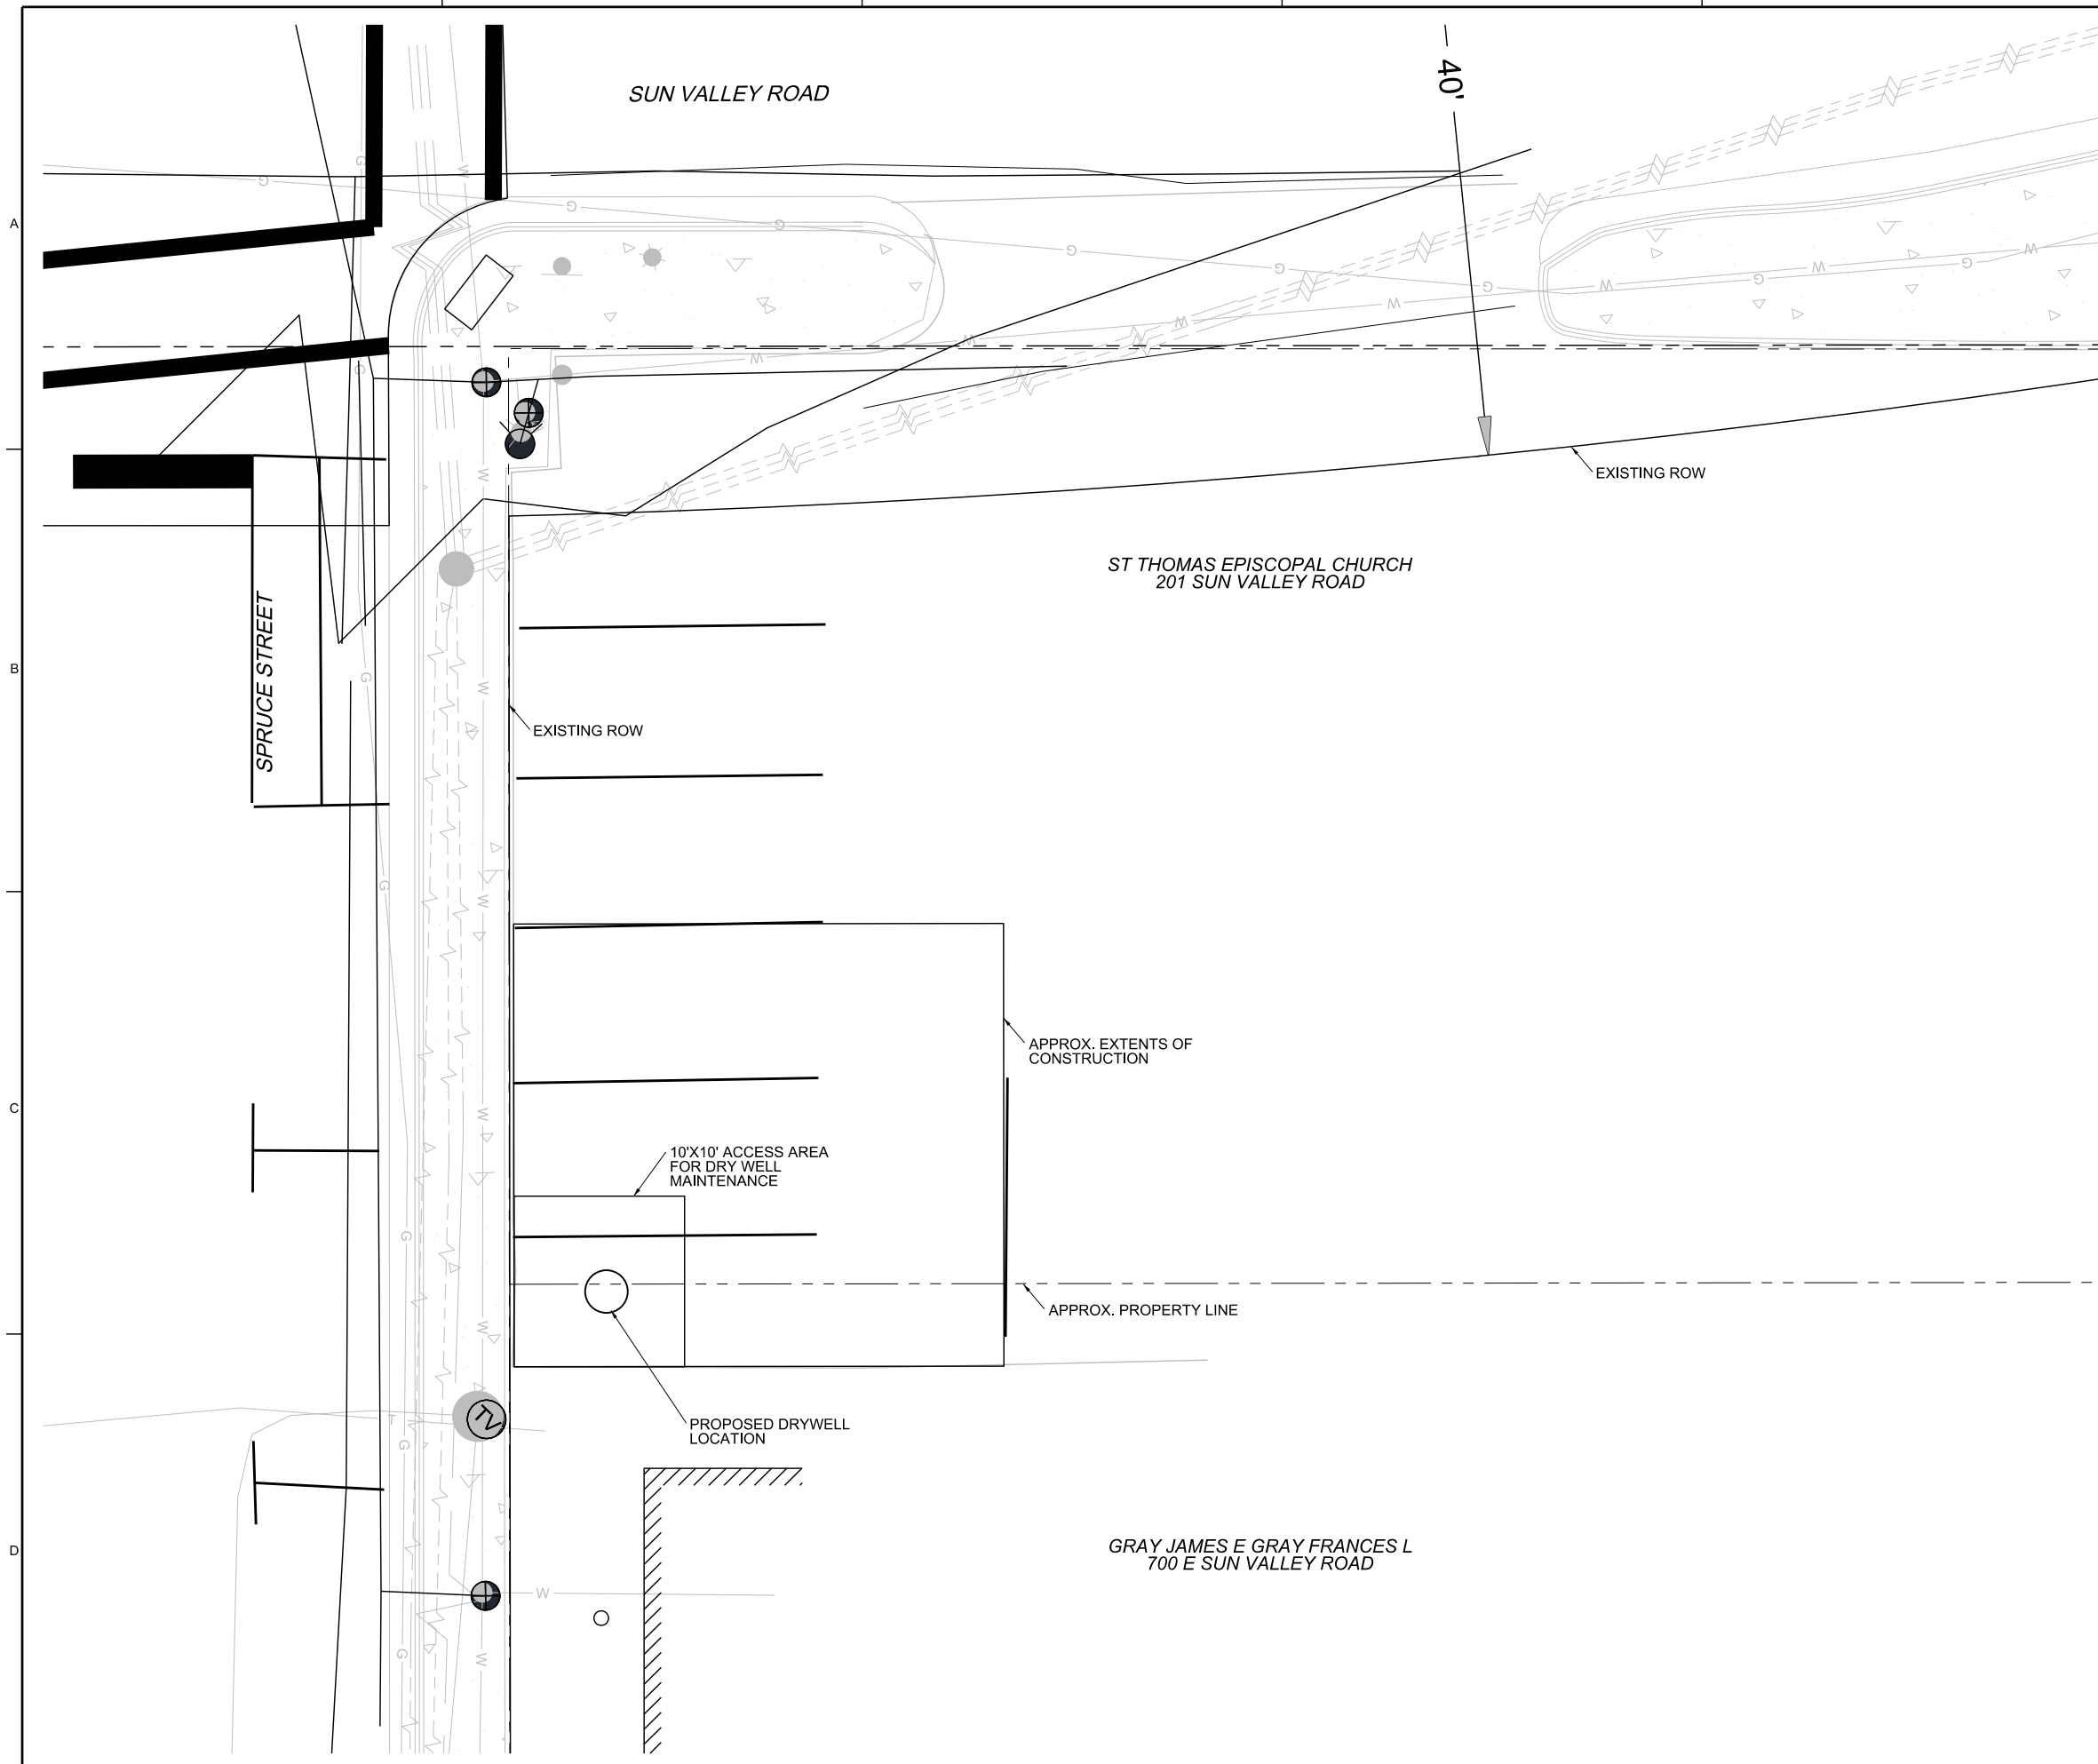 SUN VALLEY ROAD
40'
A
G
W
G
G
G
G
G
G
W
G
W
G
W
W
W
W
W
G
EXISTING ROW
W
ST THOMAS EPISCOPAL CHURCH
201 SUN VALLEY ROAD
SPRUCE STREET
B
G
W
EXISTING ROW
G
W
APPROX. EXTENTS OF
CONSTRUCTION
C
W
10'X10' ACCESS AREA
FOR DRY WELL
MAINTENANCE
G
APPROX. PROPERTY LINE
W
T
TV
PROPOSED DRYWELL
LOCATION
G
D
GRAY JAMES E GRAY FRANCES L
700 E SUN VALLEY ROAD
W
G
W